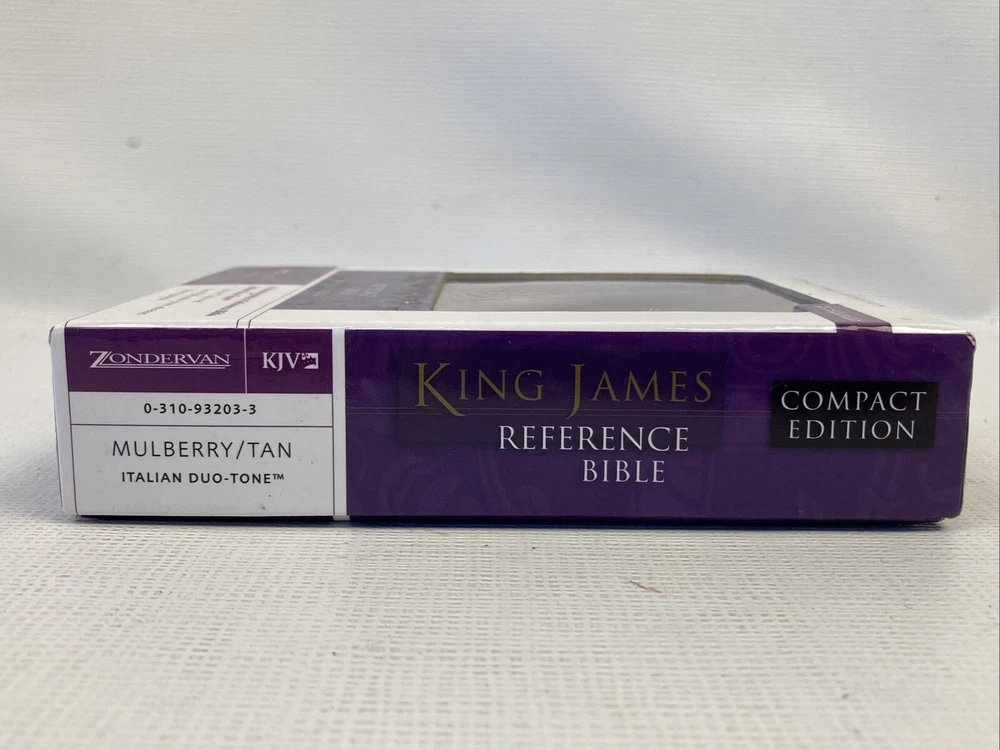 ZONDERVAN
KJV
0-310-93203-3
MULBERRY/TAN
ITALIAN DUO-TONE™
KING JAMES
REFERENCE
BIBLE
COMPACT
EDITION